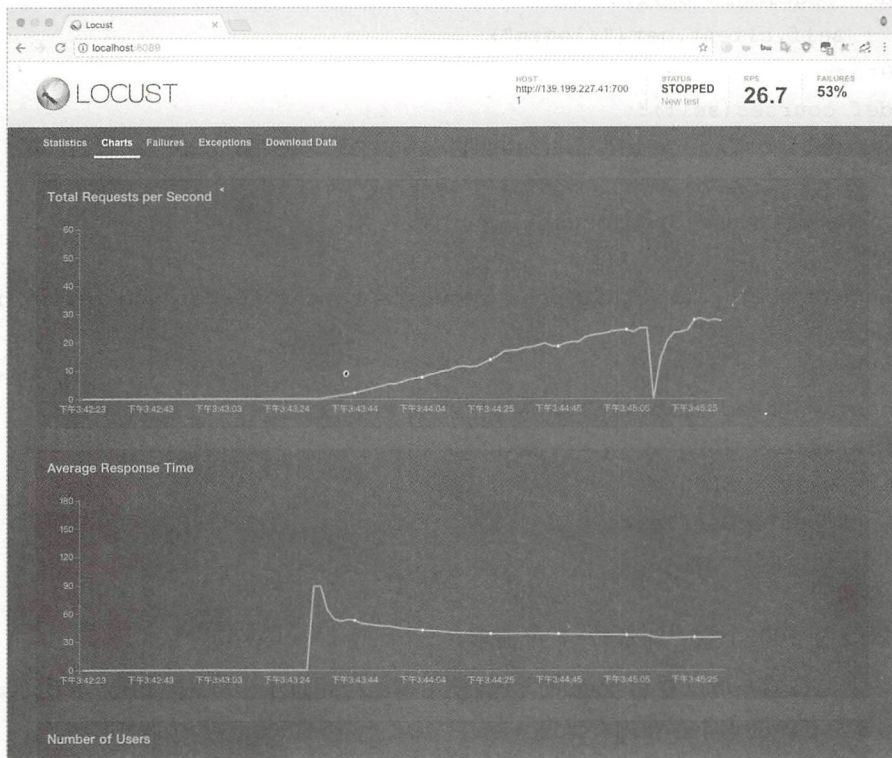 Locust
localhost:8089
LOCUST
HOST
http://139.199.227.41:700
1
STATUS
STOPPED
New test
RPS
26.7
FAILURES
53%
Statistics Charts Failures Exceptions Download Data
Total Requests per Second
60
50
40
30
20
10
0
下午3:42:23 下午3:42:43 下午3:43:03 下午3:43:24 下午3:43:44 下午3:44:04 下午3:44:25 下午3:44:45 下午3:45:05 下午3:45:25
Average Response Time
180
150
120
90
60
30
0
下午3:42:23 下午3:42:43 下午3:43:03 下午3:43:24 下午3:43:44 下午3:44:04 下午3:44:25 下午3:44:45 下午3:45:05 下午3:45:25
Number of Users